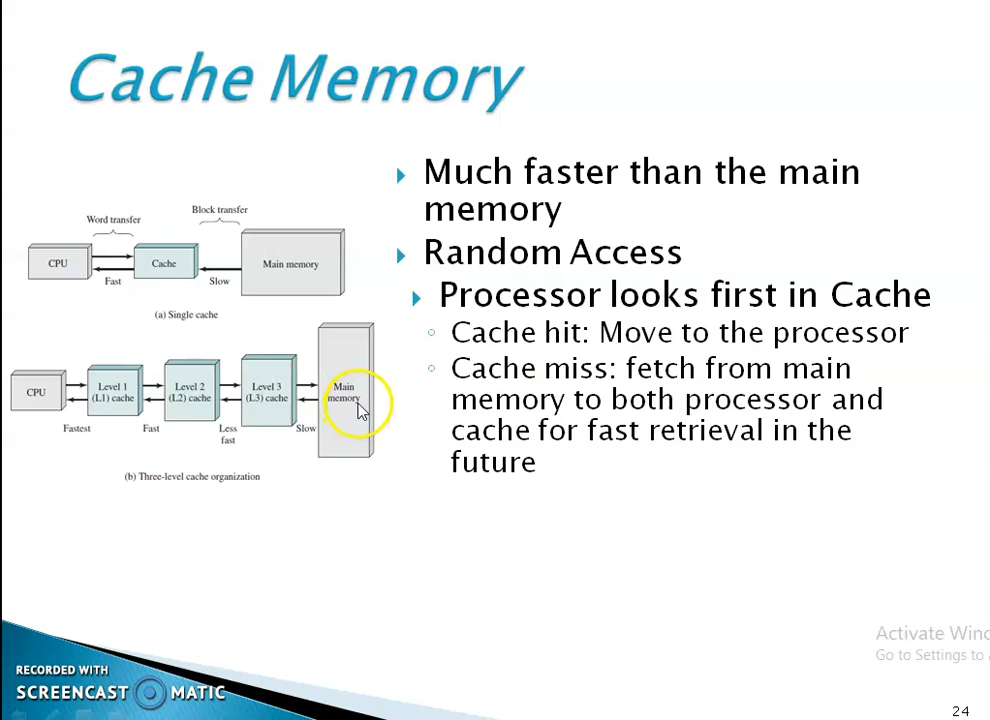 Cache Memory
Much faster than the main
memory
Random Access
Processor looks first in Cache
Cache hit: Move to the processor
Cache miss: fetch from main
memory to both processor and
cache for fast retrieval in the
future
Block transfer
Word transfer
CPU
Cache
Main memory
Fast
Slow
(a) Single cache
CPU
Level 1
(L1) cache
Level 2
(L2) cache
Level 3
(L3) cache
Main
memory
Fastest
Fast
Less
fast
Slow
(b) Three-level cache organization
Activate Winc
Go to Settings to
RECORDED WITH
SCREENCAST MATIC
24